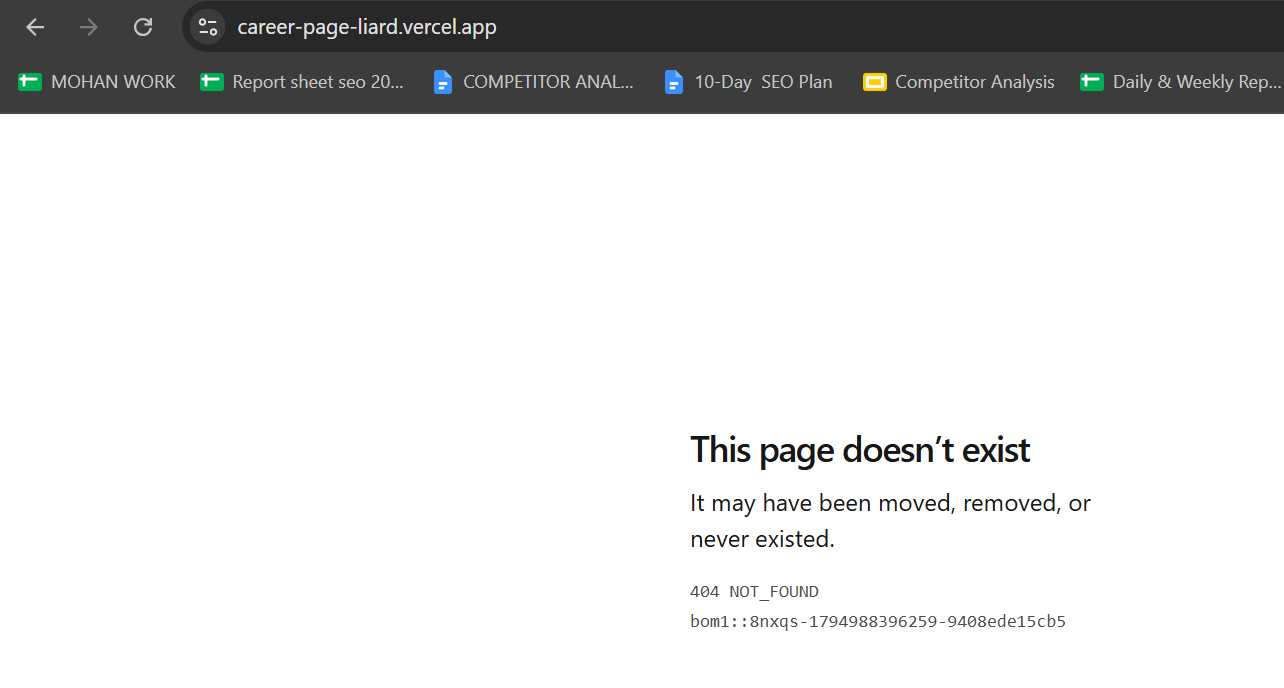 career-page-liard.vercel.app
MOHAN WORK Report sheet seo 20... COMPETITOR ANAL... 10-Day SEO Plan Competitor Analysis Daily & Weekly Rep...
This page doesn’t exist
It may have been moved, removed, or
never existed.
404 NOT_FOUND
bom1::8nxqs-1794988396259-9408ede15cb5